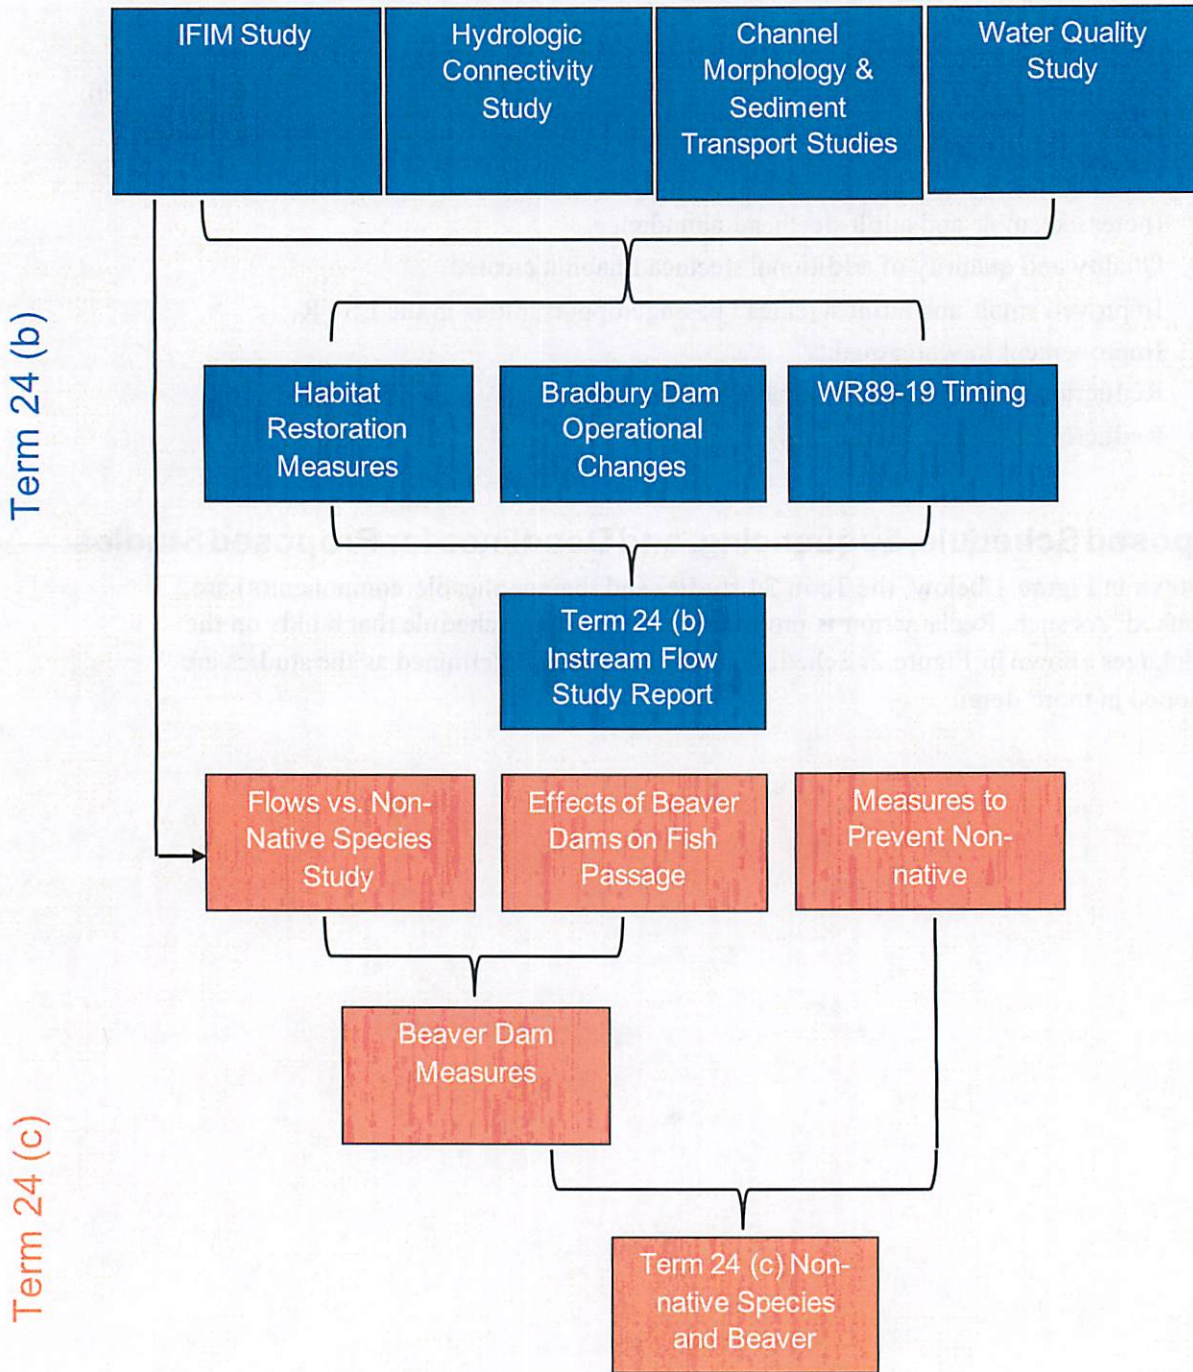 IFIM Study
Hydrologic
Connectivity
Study
Channel
Morphology &
Sediment
Transport Studies
Water Quality
Study
Term 24 (b)
Habitat
Restoration
Measures
Bradbury Dam
Operational
Changes
WR89-19 Timing
Term 24 (b)
Instream Flow
Study Report
Flows vs. Non-
Native Species
Study
Effects of Beaver
Dams on Fish
Passage
Measures to
Prevent Non-
native
Beaver Dam
Measures
Term 24 (c)
Term 24 (c) Non-
native Species
and Beaver